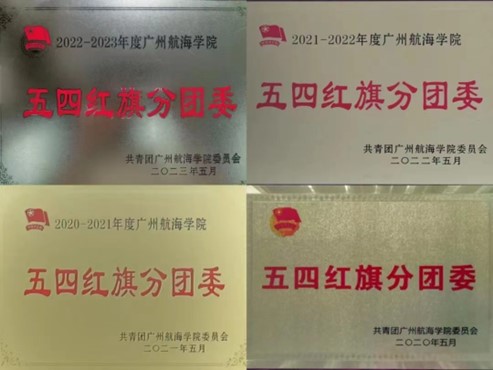 2022-2023年度广州航海学院
五四红旗分团委
共青团广州航海学院委员会
二〇二三年五月
2021-2022年度广州航海学院
五四红旗分团委
共青团广州航海学院委员会
二〇二二年五月
2020-2021年度广州航海学院
五四红旗分团委
共青团广州航海学院委员会
二〇二一年五月
五四红旗分团委
共青团广州航海学院委员会
二〇二〇年五月